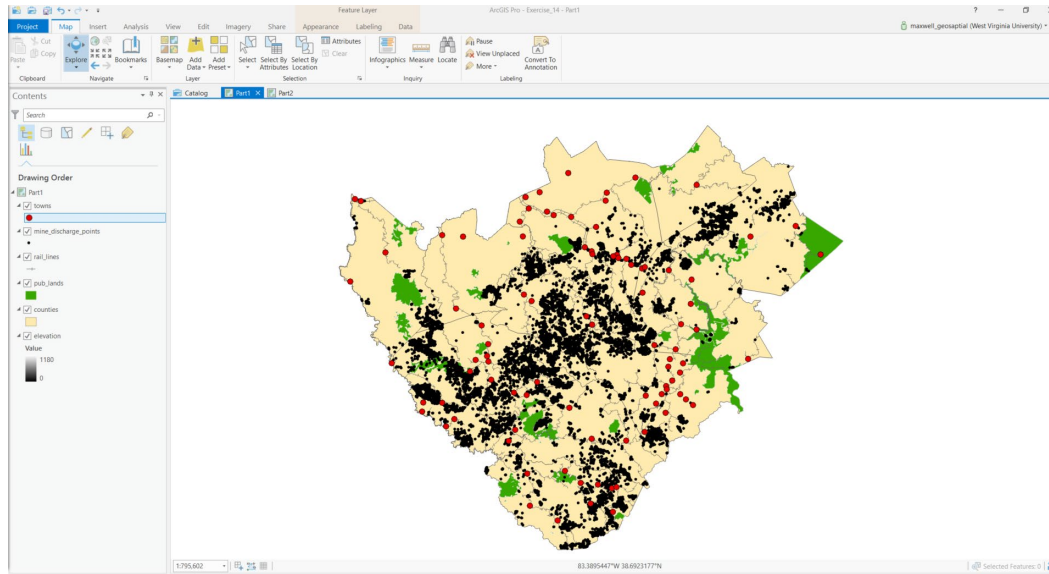 Feature Layer
ArcGIS Pro - Exercise_14 - Part1
Project Map Insert Analysis View Edit Imagery Share Appearance Labeling Data
maxwell_geosaptial (West Virginia University)
Paste
Cut
Copy
Clipboard
Explore
Bookmarks
Navigate
Basemap
Add Data
Add Preset
Layer
Select
Select By Attributes
Select By Location
Attributes
Clear
Selection
Infographics
Measure
Locate
Inquiry
Pause
View Unplaced
More
Convert To Annotation
Labeling
Contents
Search
Drawing Order
Part1
towns
mine_discharge_points
rail_lines
pub_lands
counties
elevation
Value
1180
0
Catalog Part1 Part2
1:795,602
83.3895447°W 38.6923177°N
Selected Features: 0